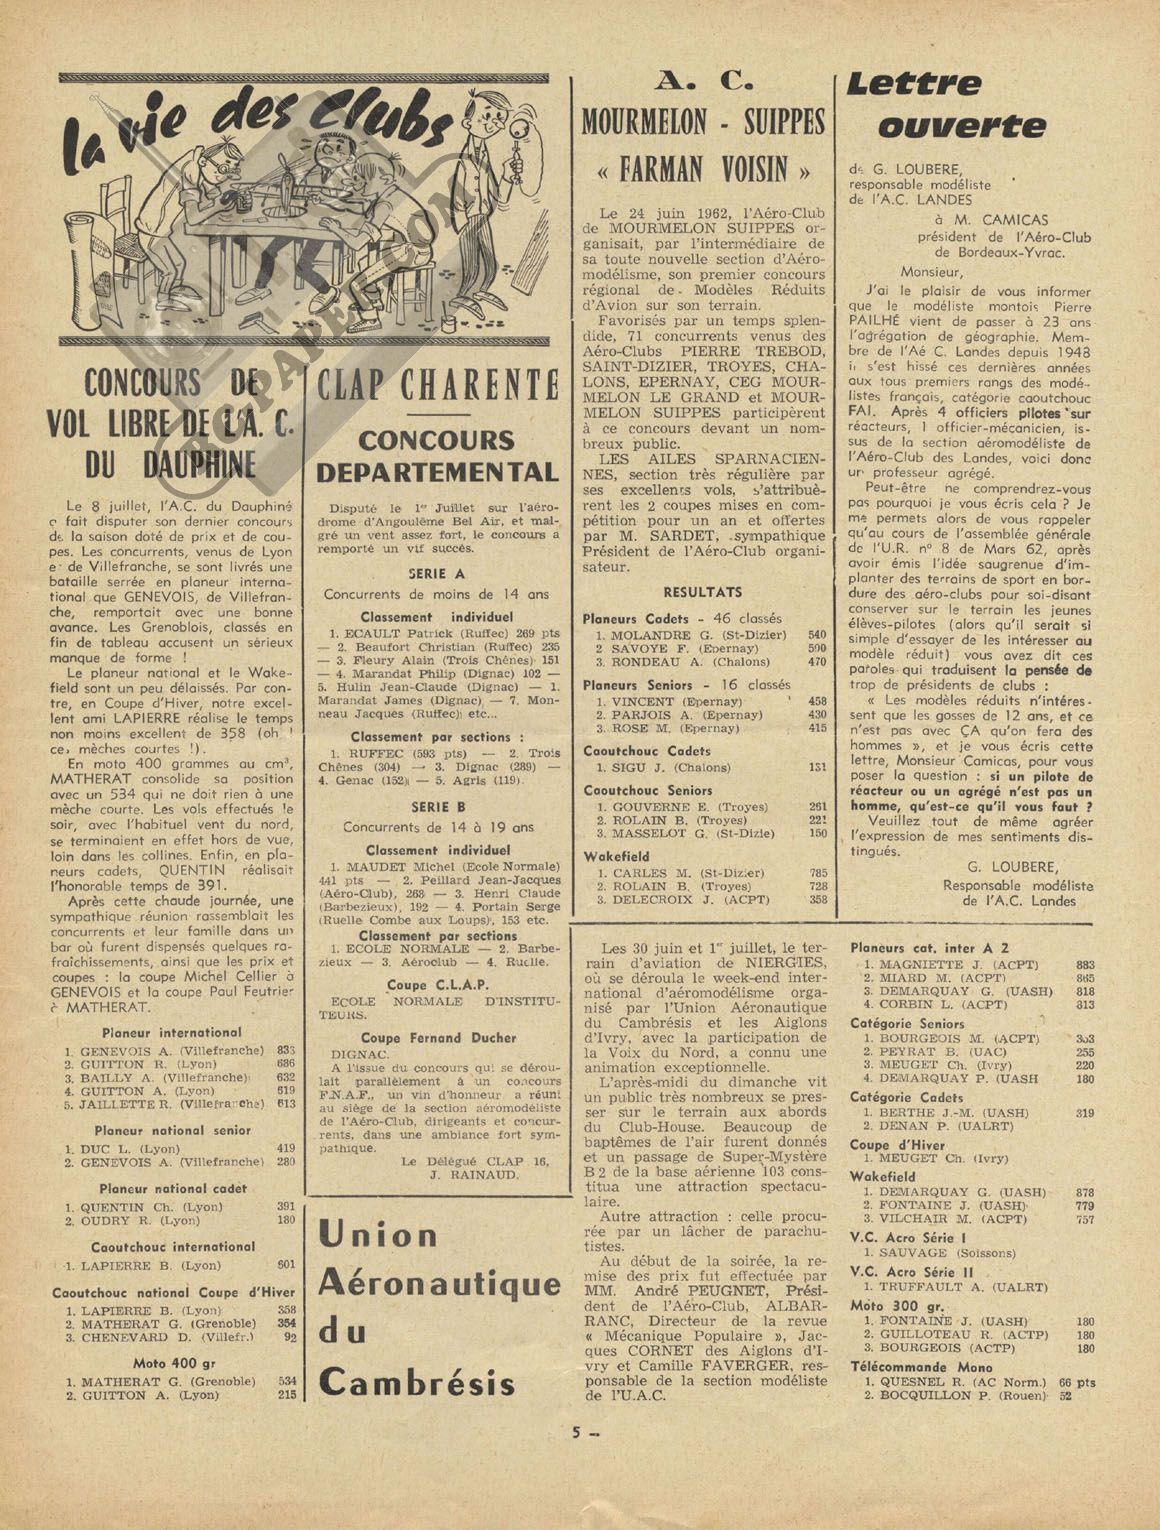 la vie des clubs
CONCOURS DE
VOL LIBRE DE L'A. C.
DU DAUPHINE
Le 8 juillet, l'A.C. du Dauphiné
a fait disputer son dernier concours
de la saison doté de prix et de cou-
pes. Les concurrents, venus de Lyon
et de Villefranche, se sont livrés une
bataille serrée en planeur interna-
tional que GENEVOIS, de Villefran-
che, remportait avec une bonne
avance. Les Grenoblois, classés en
fin de tableau accusent un sérieux
manque de forme !
Le planeur national et le Wake-
field sont un peu délaissés. Par con-
tre, en Coupe d'Hiver, notre excel-
lent ami LAPIERRE réalise le temps
non moins excellent de 358 (oh !
ces mèches courtes !).
En moto 400 grammes au cm³,
MATHERAT consolide sa position
avec un 534 qui ne doit rien à une
mèche courte. Les vols effectués le
soir, avec l'habituel vent du nord,
se terminaient en effet hors de vue,
loin dans les collines. Enfin, en pla-
neurs cadets, QUENTIN réalisait
l'honorable temps de 391.
Après cette chaude journée, une
sympathique réunion rassemblait les
concurrents et leur famille dans un
bar où furent dispensés quelques ra-
fraîchissements, ainsi que les prix et
coupes : la coupe Michel Cellier à
GENEVOIS et la coupe Paul Feutrier
à MATHERAT.
Planeur international
1. GENEVOIS A. (Villefranche)
2. GUITTON R. (Lyon) 686
3. BAILLY A. (Villefranche) 632
4. GUITTON A. (Lyon) 619
5. JAILLETTE R. (Villefranche) 613
Planeur national senior
1. DUC L. (Lyon) 419
2. GENEVOIS A. (Villefranche) 280
Planeur national cadet
1. QUENTIN Ch. (Lyon) 391
2. OUDRY R. (Lyon) 180
Caoutchouc international
1. LAPIERRE B. (Lyon) 601
Caoutchouc national Coupe d'Hiver
1. LAPIERRE B. (Lyon) 358
2. MATHERAT G. (Grenoble) 354
3. CHENEVARD D. (Villefr.) 92
Moto 400 gr
1. MATHERAT G. (Grenoble) 534
2. GUITTON A. (Lyon) 215
CLAP CHARENTE
CONCOURS
DEPARTEMENTAL
Disputé le 1er Juillet sur l'aéro-
drome d'Angoulême Bel Air, et mal-
gré un vent assez fort, le concours a
remporté un vif succès.
SERIE A
Concurrents de moins de 14 ans
Classement individuel
1. ECAULT Patrick (Ruffec) 269 pts
— 2. Beaufort Christian (Ruffec) 235
— 3. Fleury Alain (Trois Chênes) 151
— 4. Marandat Philip (Dignac) 102 —
5. Hulin Jean-Claude (Dignac) — 1.
Marandat James (Dignac) — 7. Mon-
neau Jacques (Ruffec) etc...
Classement par sections :
1. RUFFEC (593 pts) — 2. Trois
Chênes (304) — 3. Dignac (289) —
4. Genac (152) — 5. Agris (119).
SERIE B
Concurrents de 14 à 19 ans
Classement individuel
1. MAUDET Michel (Ecole Normale)
441 pts — 2. Peillard Jean-Jacques
(Aéro-Club), 268 — 3. Henri Claude
(Barbezieux), 192 — 4. Portain Serge
(Ruelle Combe aux Loups), 153 etc.
Classement par sections
1. ECOLE NORMALE — 2. Barbe-
zieux — 3. Aéroclub — 4. Ruelle.
Coupe C.L.A.P.
ECOLE NORMALE D'INSTITU-
TEURS.
Coupe Fernand Ducher
DIGNAC.
A l'issue du concours qui se dérou-
lait parallèlement à un concours
F.N.A.F., un vin d'honneur a réuni
au siège de la section aéromodéliste
de l'Aéro-Club, dirigeants et concur-
rents, dans une ambiance fort sym-
pathique.
Le Délégué CLAP 16,
J. RAINAUD.
A. C.
MOURMELON - SUIPPES
« FARMAN VOISIN »
Le 24 juin 1962, l'Aéro-Club
de MOURMELON SUIPPES or-
ganisait, par l'intermédiaire de
sa toute nouvelle section d'Aéro-
modélisme, son premier concours
régional de Modèles Réduits
d'Avion sur son terrain.
Favorisés par un temps splen-
dide, 71 concurrents venus des
Aéro-Clubs PIERRE TREBOD,
SAINT-DIZIER, TROYES, CHA-
LONS, EPERNAY, CEG MOUR-
MELON LE GRAND et MOUR-
MELON SUIPPES participèrent
à ce concours devant un nom-
breux public.
LES AILES SPARNACIEN-
NES, section très régulière par
ses excellents vols, s'attribuè-
rent les 2 coupes mises en com-
pétition pour un an et offertes
par M. SARDET, sympathique
Président de l'Aéro-Club organi-
sateur.
RESULTATS
Planeurs Cadets - 46 classés
1. MOLANDRE G. (St-Dizier) 540
2 SAVOYE F. (Epernay) 590
3. RONDEAU A. (Chalons) 470
Planeurs Seniors - 16 classés
1. VINCENT (Epernay) 458
2. PARJOIS A. (Epernay) 430
3. ROSE M. (Epernay) 415
Caoutchouc Cadets
1. SIGU J. (Chalons)
Caoutchouc Seniors
1. GOUVERNE E. (Troyes) 261
2. ROLAIN B. (Troyes) 221
3. MASSELOT G. (St-Dizie) 150
Wakefield
1. CARLES M. (St-Dizier) 785
2. ROLAIN B. (Troyes) 728
3. DELECROIX J. (ACPT) 358
Lettre
ouverte
de G. LOUBERE,
responsable modéliste
de l'A.C. LANDES
à M. CAMICAS
président de l'Aéro-Club
de Bordeaux-Yvrac.
Monsieur,
J'ai le plaisir de vous informer
que le modéliste montois Pierre
PAILHÉ vient de passer à 23 ans
l'agrégation de géographie. Mem-
bre de l'Aé C. Landes depuis 1948
il s'est hissé ces dernières années
aux tous premiers rangs des modé-
listes français, catégorie caoutchouc
FAI. Après 4 officiers pilotes sur
réacteurs, 1 officier-mécanicien, is-
sus de la section aéromodéliste de
l'Aéro-Club des Landes, voici donc
un professeur agrégé.
Peut-être ne comprendrez-vous
pas pourquoi je vous écris cela ? Je
me permets alors de vous rappeler
qu'au cours de l'assemblée générale
de l'U.R. n° 8 de Mars 62, après
avoir émis l'idée saugrenue d'im-
planter des terrains de sport en bor-
dure des aéro-clubs pour soi-disant
conserver sur le terrain les jeunes
élèves-pilotes (alors qu'il serait si
simple d'essayer de les intéresser au
modèle réduit) vous avez dit ces
paroles qui traduisent la pensée de
trop de présidents de clubs :
« Les modèles réduits n'intéres-
sent que les gosses de 12 ans, et ce
n'est pas avec ÇA qu'on fera des
hommes », et je vous écris cette
lettre, Monsieur Camicas, pour vous
poser la question : si un pilote de
réacteur ou un agrégé n'est pas un
homme, qu'est-ce qu'il vous faut ?
Veuillez tout de même agréer
l'expression de mes sentiments dis-
tingués.
G. LOUBERE,
Responsable modéliste
de l'A.C. Landes
Union
Aéronautique
du
Cambrésis
Les 30 juin et 1er juillet, le ter-
rain d'aviation de NIERGIES,
où se déroula le week-end inter-
national d'aéromodélisme orga-
nisé par l'Union Aéronautique
du Cambrésis et les Aiglons
d'Ivry, avec la participation de
la Voix du Nord, a connu une
animation exceptionnelle.
L'après-midi du dimanche vit
un public très nombreux se pres-
ser sur le terrain aux abords
du Club-House. Beaucoup de
baptêmes de l'air furent donnés
et un passage de Super-Mystère
B 2 de la base aérienne 103 cons-
titua une attraction spectacu-
laire.
Autre attraction : celle procu-
rée par un lâcher de parachu-
tistes.
Au début de la soirée, la re-
mise des prix fut effectuée par
MM. André PEUGNET, Prési-
dent de l'Aéro-Club, ALBAR-
RANC, Directeur de la revue
« Mécanique Populaire », Jac-
ques CORNET des Aiglons d'I-
vry et Camille FAVERGER, res-
ponsable de la section modéliste
de l'U.A.C.
Planeurs cat. inter A 2
1. MAGNIETTE J. (ACPT) 883
2. MIARD M. (ACPT) 865
3. DEMARQUAY G. (UASH) 818
4. CORBIN L. (ACPT) 813
Catégorie Seniors
1. BOURGEOIS M. (ACPT)
2. PEYRAT B. (UAC) 255
3. MEUGET Ch. (Ivry) 220
4. DEMARQUAY P. (UASH 180
Catégorie Cadets
1. BERTHE J.-M. (UASH) 319
2. DENAN P. (UALRT)
Coupe d'Hiver
1. MEUGET Ch. (Ivry)
Wakefield
1. DEMARQUAY G. (UASH) 878
2. FONTAINE J. (UASH) 779
3. VILCHAIR M. (ACPT) 757
V.C. Acro Série I
1. SAUVAGE (Soissons)
V.C. Acro Série II
1. TRUFFAULT A. (UALRT)
Moto 300 gr.
1. FONTAINE J. (UASH) 180
2. GUILLOTEAU R. (ACTP) 180
3. BOURGEOIS (ACTP) 180
Télécommande Mono
1. QUESNEL R. (AC Norm.) 66 pts
2. BOCQUILLON P. (Rouen) 52
5 —